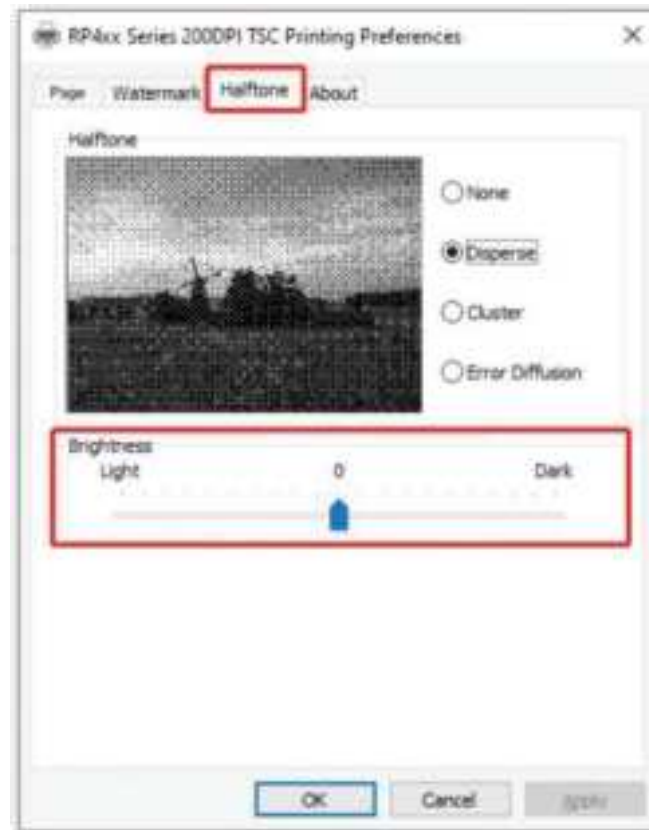 RP4xx Series 200DPI TSC Printing Preferences
Page Watermark Halftone About
Halftone
None
Disperse
Cluster
Error Diffusion
Brightness
Light 0 Dark
OK Cancel Apply